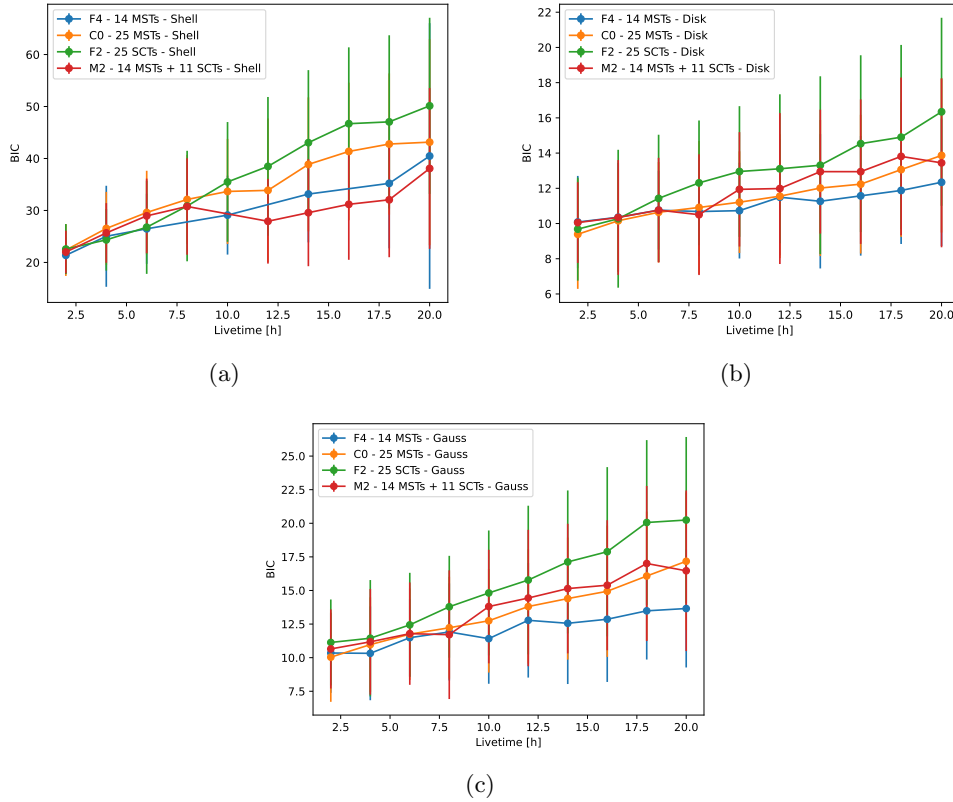 F4 - 14 MSTs - Shell
C0 - 25 MSTs - Shell
F2 - 25 SCTs - Shell
M2 - 14 MSTs + 11 SCTs - Shell
BIC
60
50
40
30
20
2.5 5.0 7.5 10.0 12.5 15.0 17.5 20.0
Livetime [h]
(a)
F4 - 14 MSTs - Disk
C0 - 25 MSTs - Disk
F2 - 25 SCTs - Disk
M2 - 14 MSTs + 11 SCTs - Disk
BIC
22
20
18
16
14
12
10
8
6
2.5 5.0 7.5 10.0 12.5 15.0 17.5 20.0
Livetime [h]
(b)
F4 - 14 MSTs - Gauss
C0 - 25 MSTs - Gauss
F2 - 25 SCTs - Gauss
M2 - 14 MSTs + 11 SCTs - Gauss
BIC
25.0
22.5
20.0
17.5
15.0
12.5
10.0
7.5
2.5 5.0 7.5 10.0 12.5 15.0 17.5 20.0
Livetime [h]
(c)